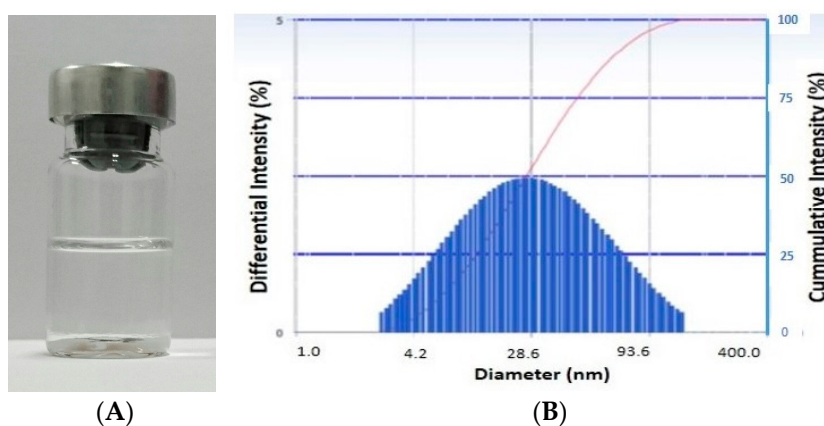 5
100
75
50
25
0
0
Differential Intensity (%)
Cummulative Intensity (%)
1.0 4.2 28.6 93.6 400.0
Diameter (nm)
(A) (B)